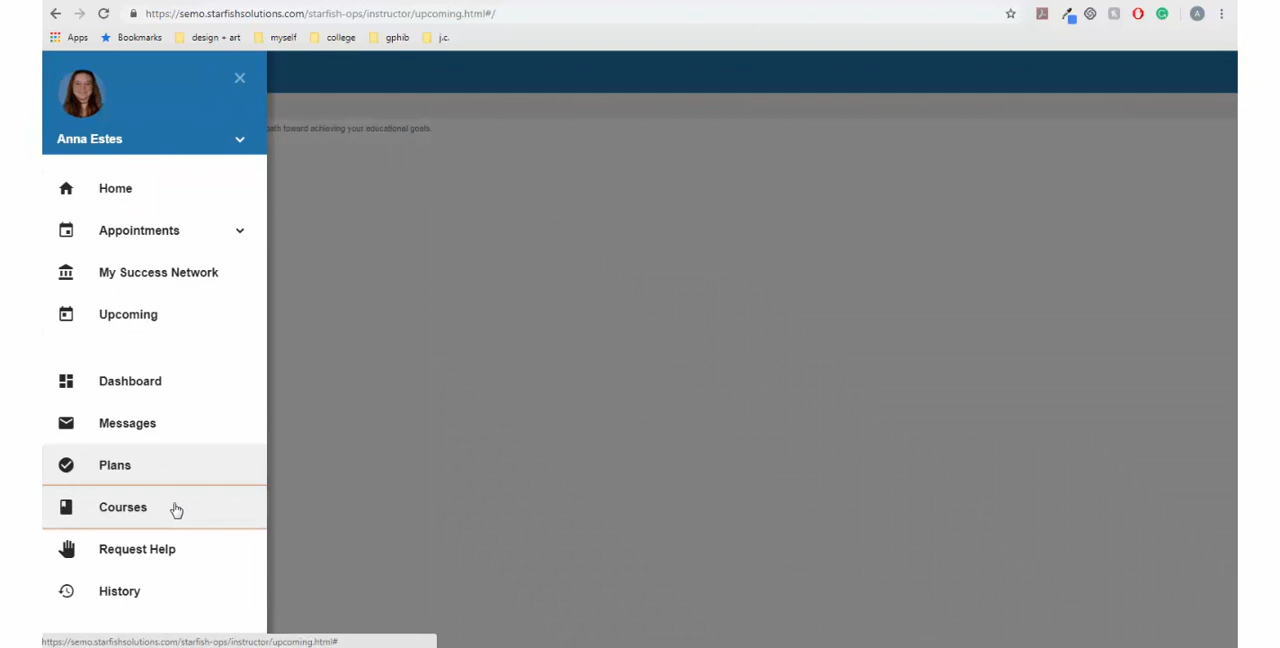 https://semo.starfishsolutions.com/starfish-ops/instructor/upcoming.html#/
A
Apps
Bookmarks
design + art
myself
college
gphib
j.c.
Anna Estes
path toward achieving your educational goals.
Home
Appointments
My Success Network
Upcoming
Dashboard
Messages
Plans
Courses
Request Help
History
https://semo.starfishsolutions.com/starfish-ops/instructor/upcoming.html#